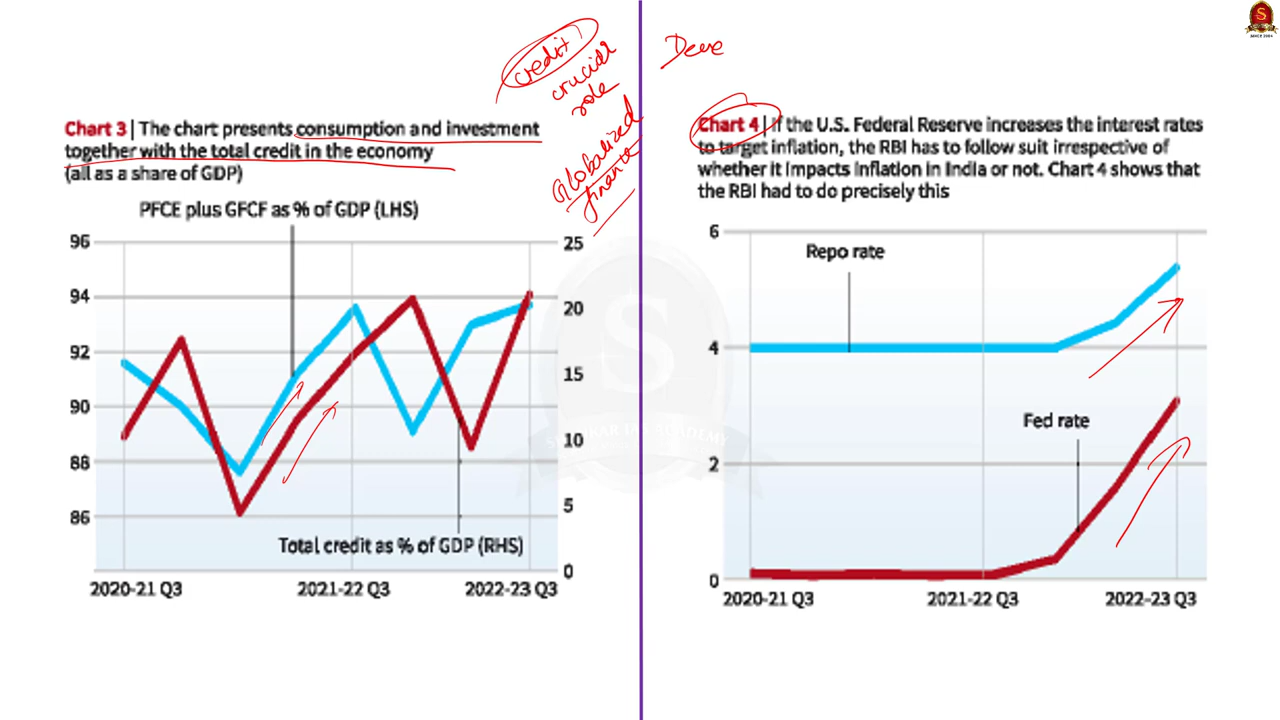 credit
crucial
role
Globalized
finance
Chart 3 | The chart presents consumption and investment
together with the total credit in the economy
(all as a share of GDP)
PFCE plus GFCF as % of GDP (LHS)
96
94
92
90
88
86
25
20
15
10
5
0
Total credit as % of GDP (RHS)
2020-21 Q3
2021-22 Q3
2022-23 Q3
Deve
S
SINCE 2004
Chart 4 | If the U.S. Federal Reserve increases the interest rates
to target inflation, the RBI has to follow suit irrespective of
whether it impacts inflation in India or not. Chart 4 shows that
the RBI had to do precisely this
6
4
2
0
Repo rate
Fed rate
2020-21 Q3
2021-22 Q3
2022-23 Q3